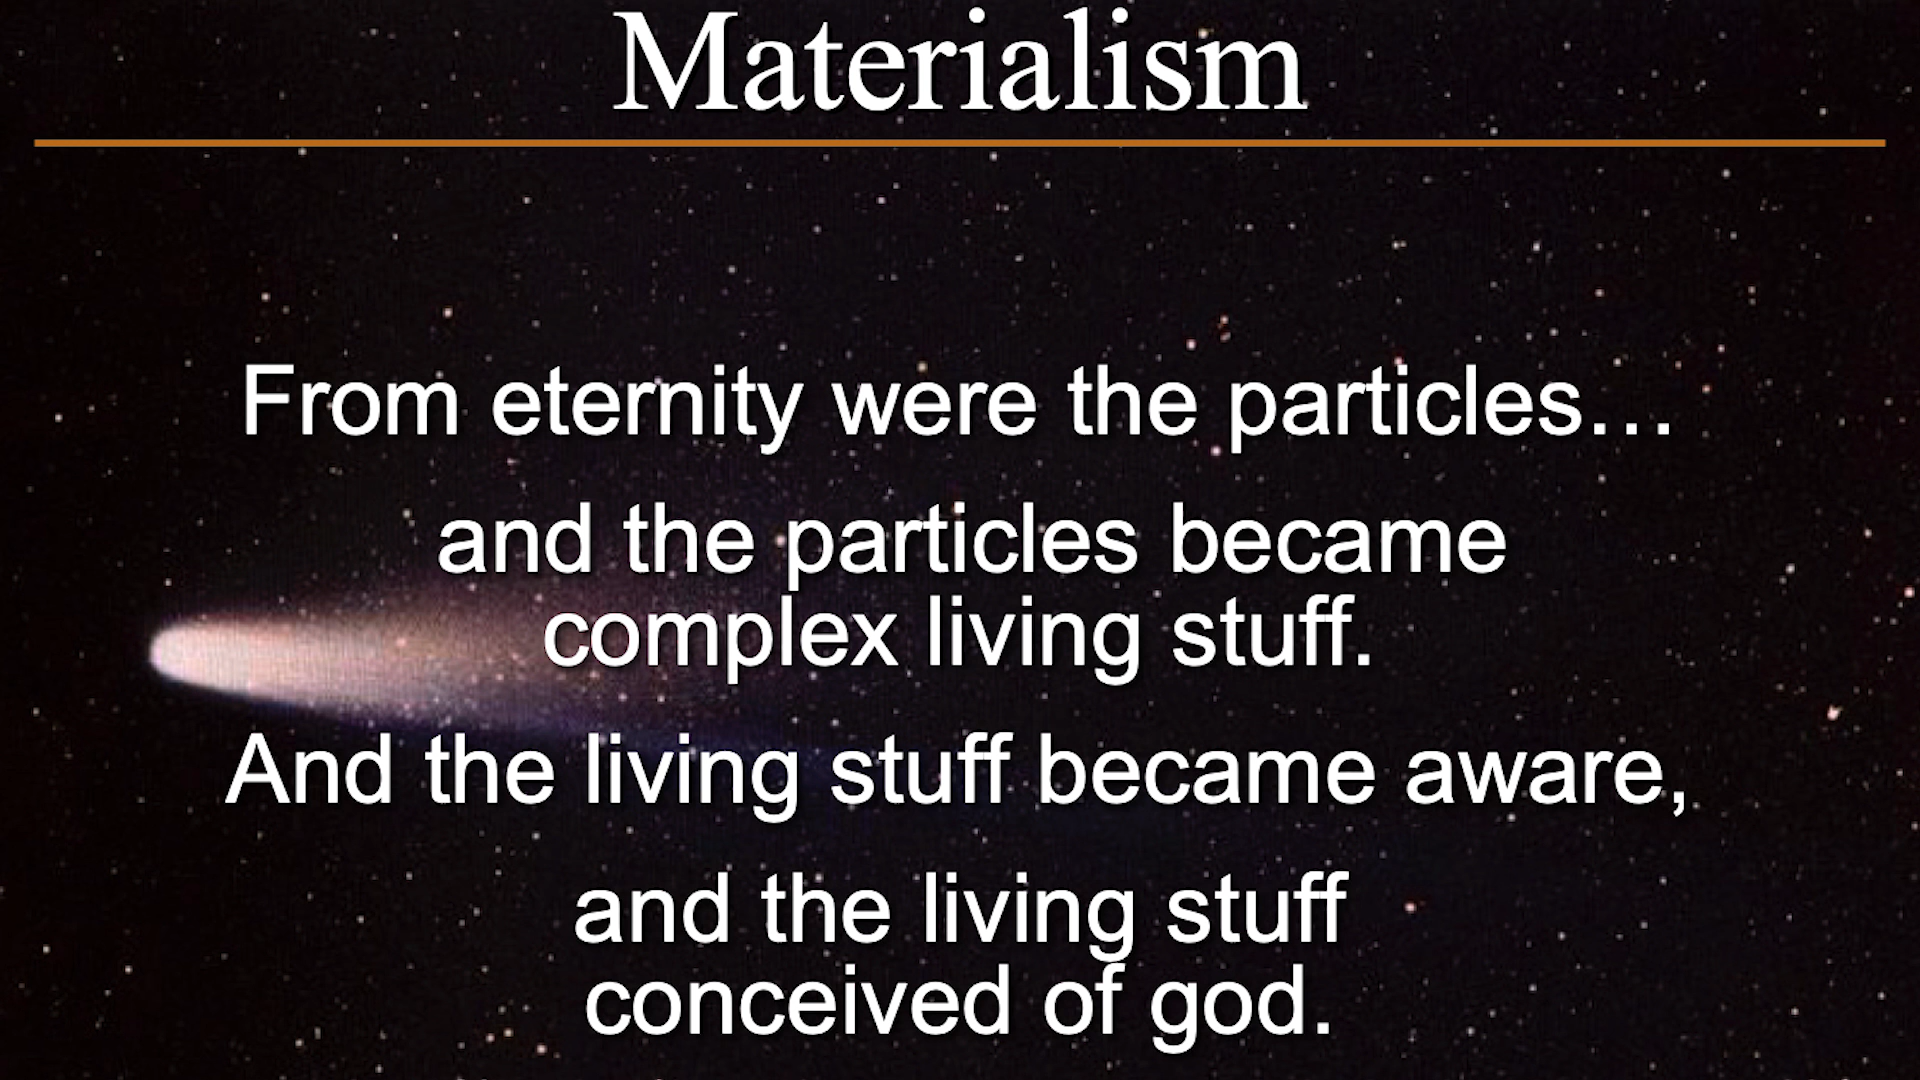 Materialism
From eternity were the particles…
and the particles became
complex living stuff.
And the living stuff became aware,
and the living stuff
conceived of god.